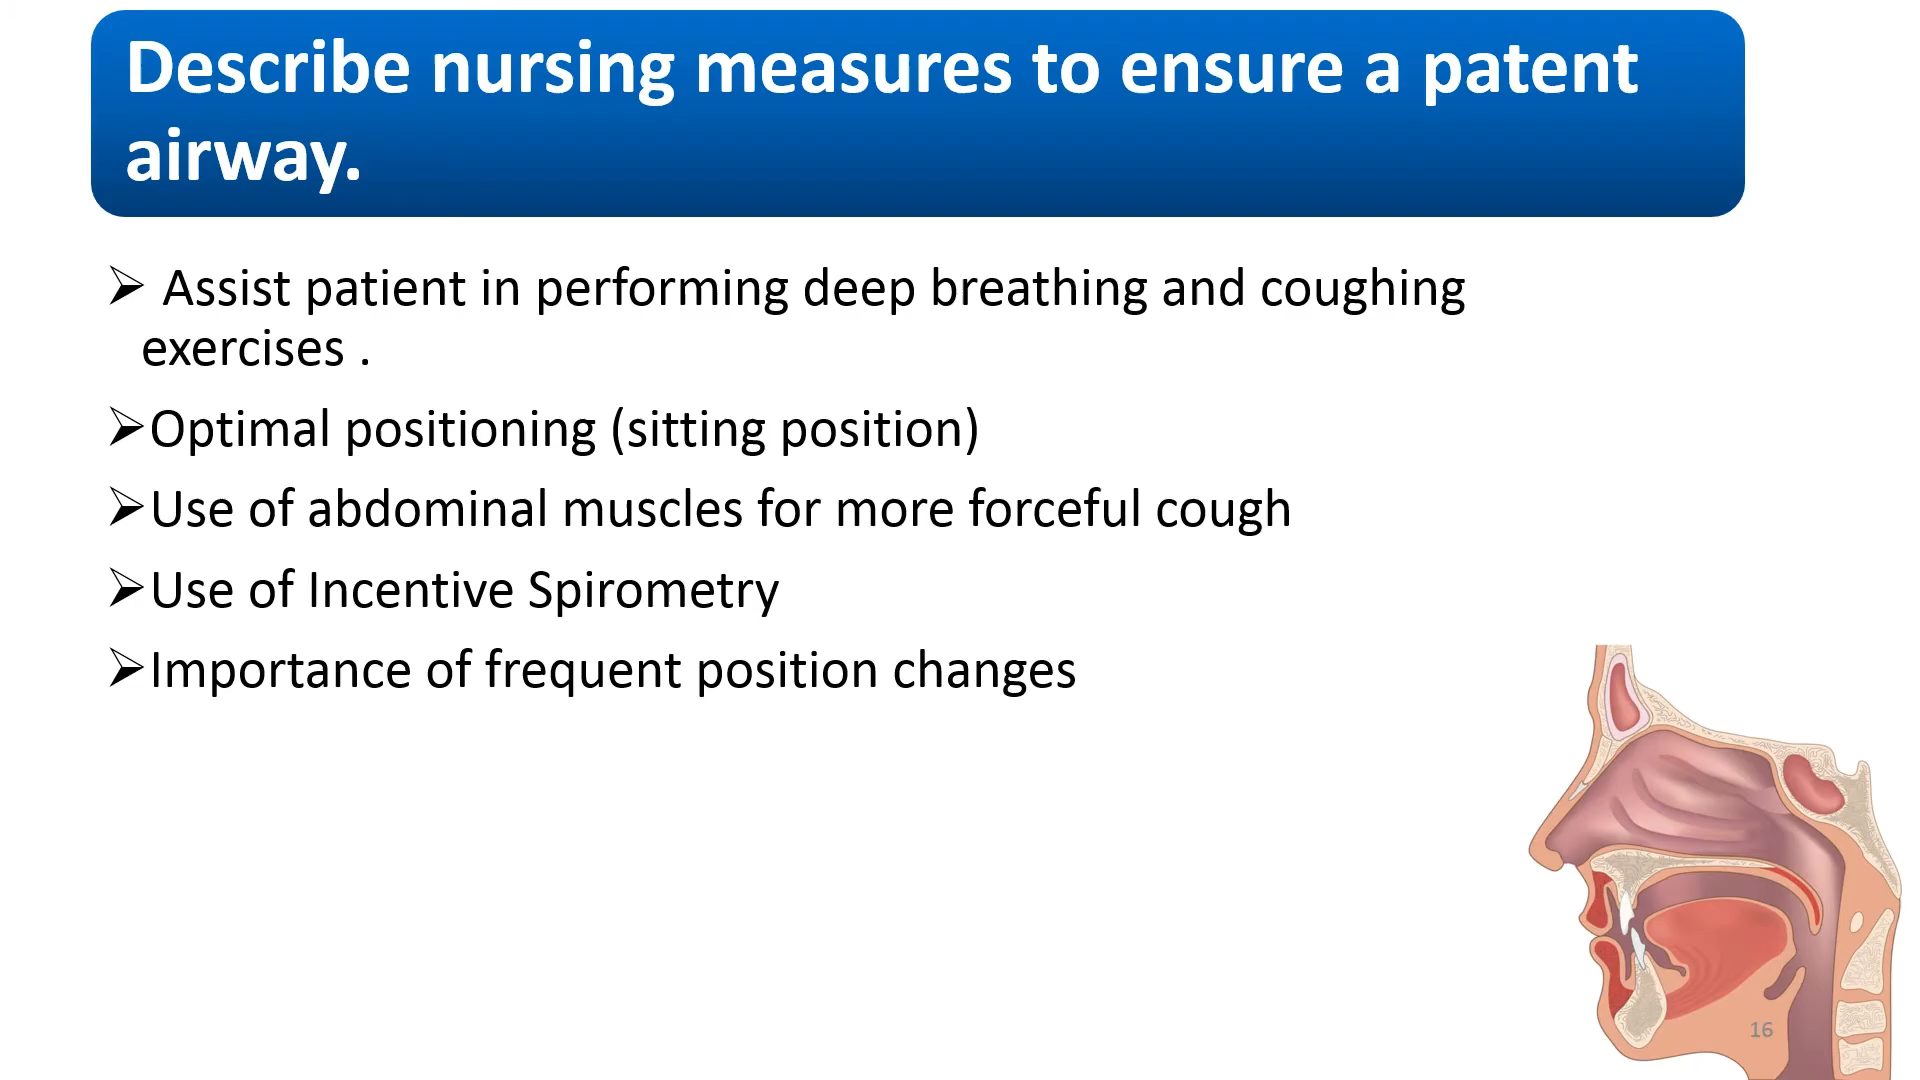 Describe nursing measures to ensure a patent
airway.
➢ Assist patient in performing deep breathing and coughing
exercises .
➢Optimal positioning (sitting position)
➢Use of abdominal muscles for more forceful cough
➢Use of Incentive Spirometry
➢Importance of frequent position changes
16